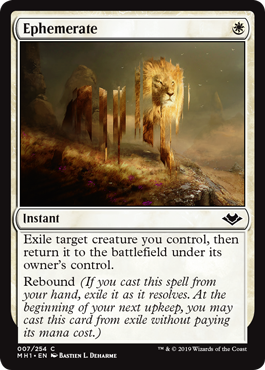 Ephemerate
Instant
Exile target creature you control, then
return it to the battlefield under its
owner's control.
Rebound (If you cast this spell from
your hand, exile it as it resolves. At the
beginning of your next upkeep, you may
cast this card from exile without paying
its mana cost.)
007/254 C
MH1 • EN BASTIEN L. DEHARME
™ & © 2019 Wizards of the Coast